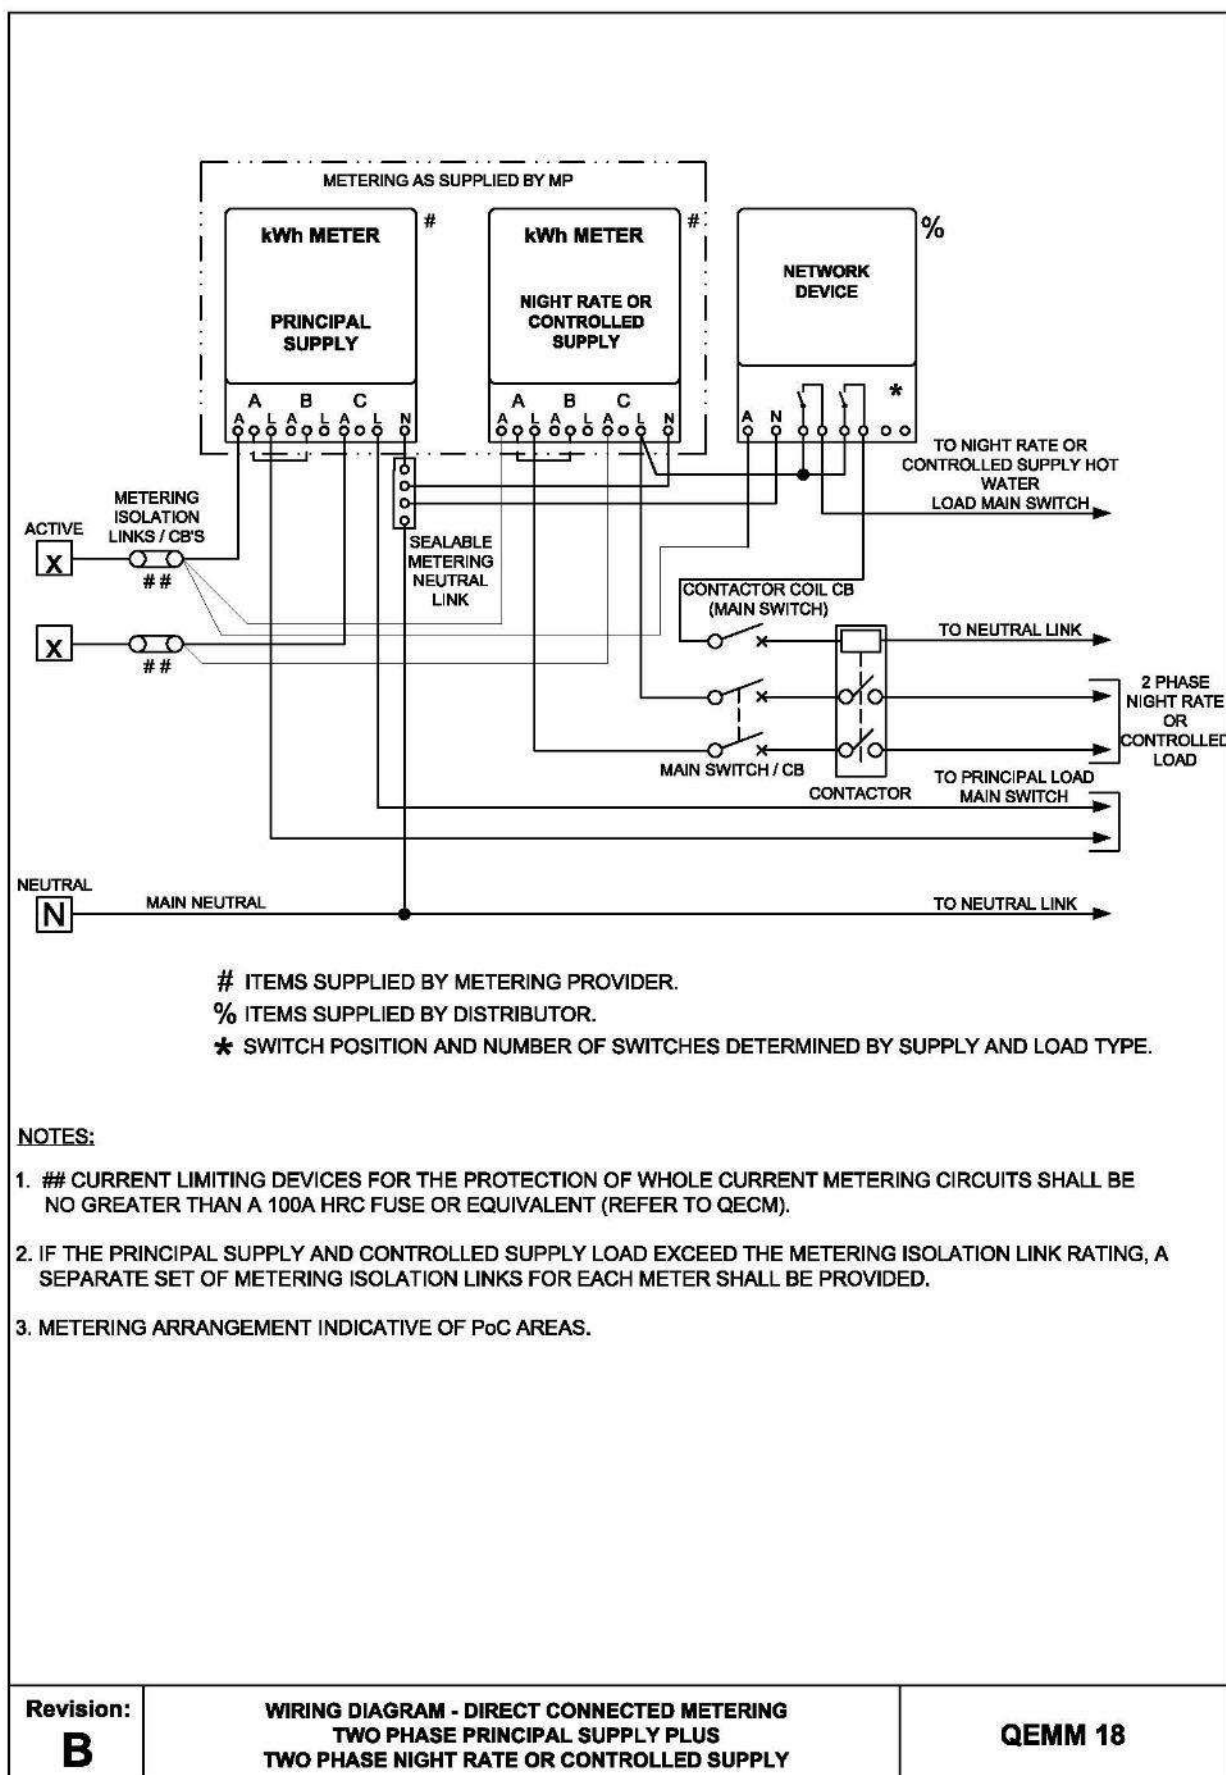 METERING AS SUPPLIED BY MP
kWh METER
#
PRINCIPAL
SUPPLY
A B C
A L A L A L N
kWh METER
#
NIGHT RATE OR
CONTROLLED
SUPPLY
A B C
A L A L A L N
%
NETWORK
DEVICE
*
A N
TO NIGHT RATE OR
CONTROLLED SUPPLY HOT
WATER
LOAD MAIN SWITCH
METERING
ISOLATION
LINKS / CB'S
ACTIVE
X
##
X
##
SEALABLE
METERING
NEUTRAL
LINK
CONTACTOR COIL CB
(MAIN SWITCH)
TO NEUTRAL LINK
2 PHASE
NIGHT RATE
OR
CONTROLLED
LOAD
MAIN SWITCH / CB
CONTACTOR
TO PRINCIPAL LOAD
MAIN SWITCH
NEUTRAL
N
MAIN NEUTRAL
TO NEUTRAL LINK
# ITEMS SUPPLIED BY METERING PROVIDER.
% ITEMS SUPPLIED BY DISTRIBUTOR.
* SWITCH POSITION AND NUMBER OF SWITCHES DETERMINED BY SUPPLY AND LOAD TYPE.
NOTES:
1. ## CURRENT LIMITING DEVICES FOR THE PROTECTION OF WHOLE CURRENT METERING CIRCUITS SHALL BE
NO GREATER THAN A 100A HRC FUSE OR EQUIVALENT (REFER TO QECM).
2. IF THE PRINCIPAL SUPPLY AND CONTROLLED SUPPLY LOAD EXCEED THE METERING ISOLATION LINK RATING, A
SEPARATE SET OF METERING ISOLATION LINKS FOR EACH METER SHALL BE PROVIDED.
3. METERING ARRANGEMENT INDICATIVE OF PoC AREAS.
Revision:
B
WIRING DIAGRAM - DIRECT CONNECTED METERING
TWO PHASE PRINCIPAL SUPPLY PLUS
TWO PHASE NIGHT RATE OR CONTROLLED SUPPLY
QEMM 18